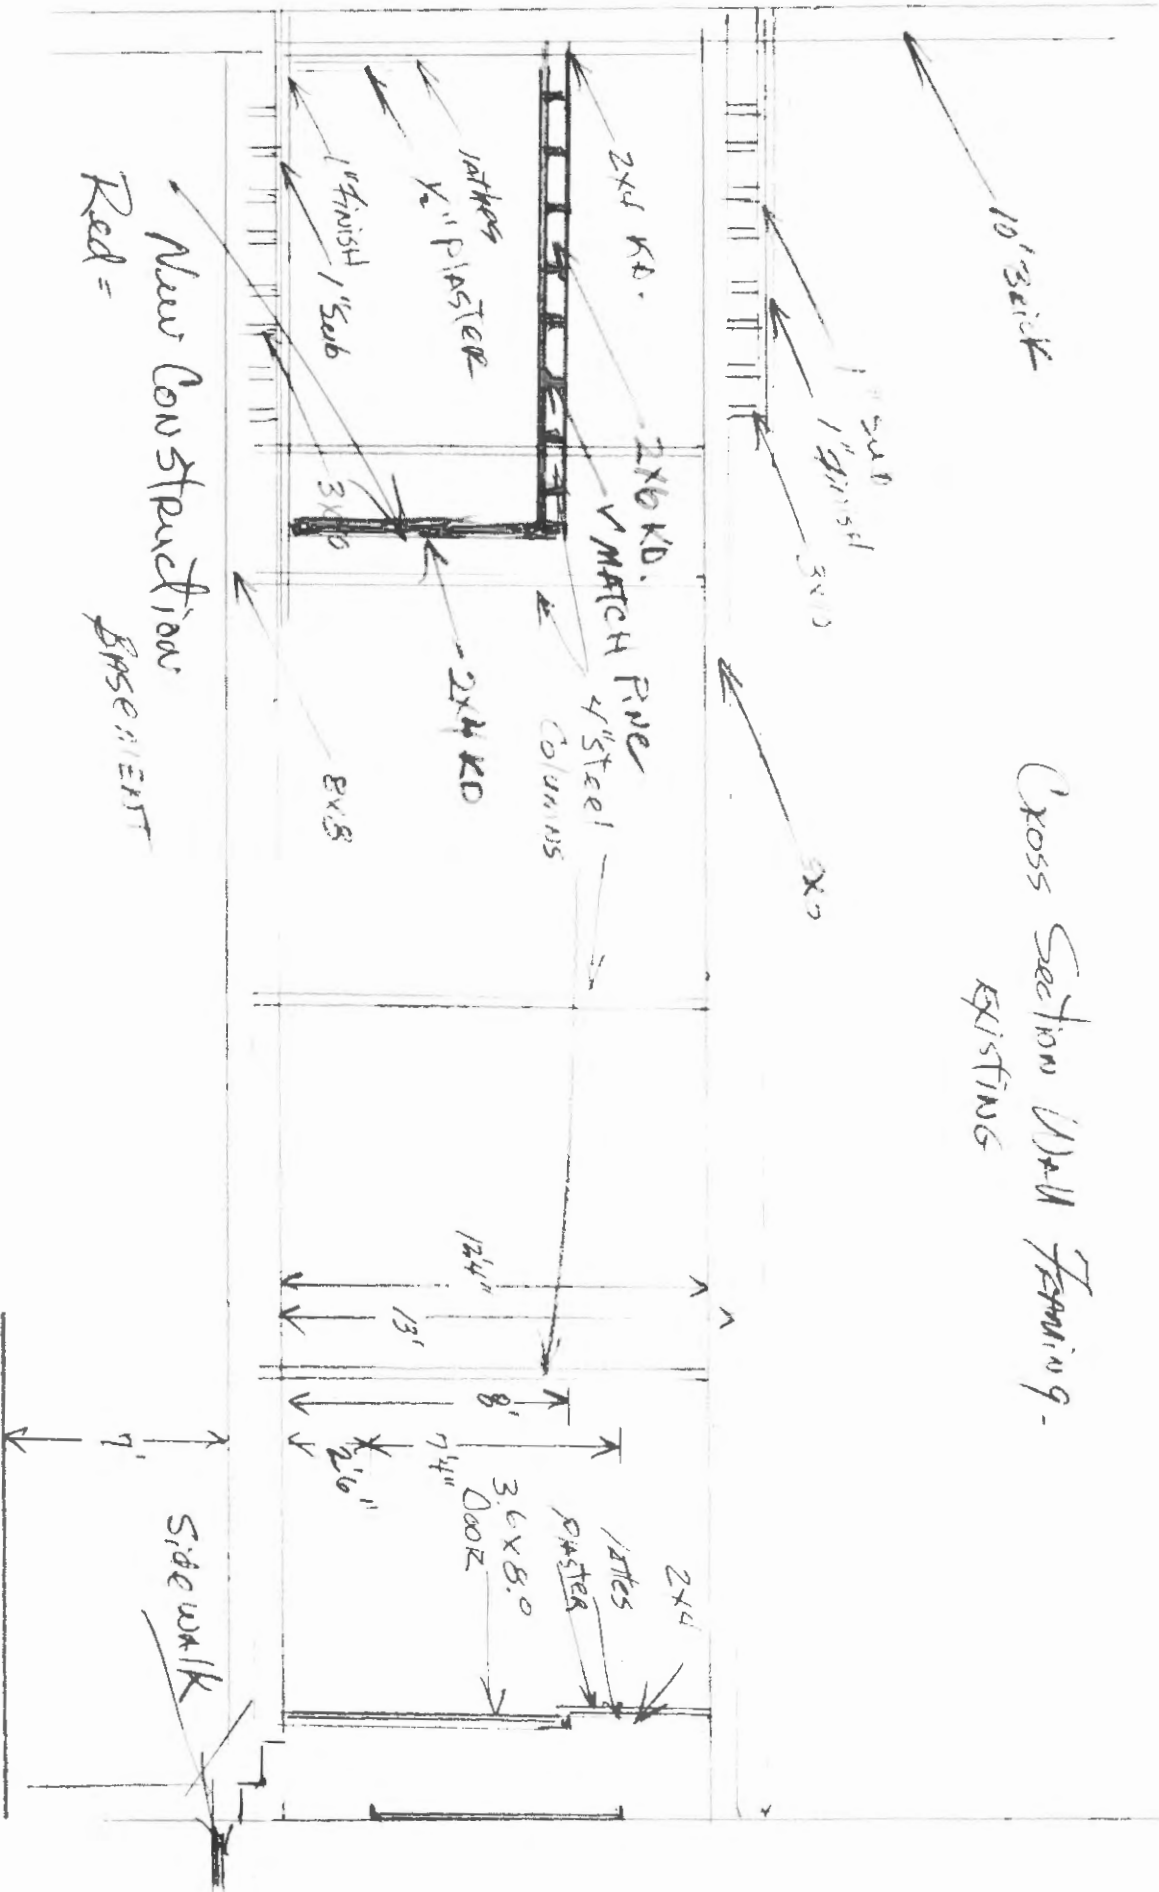 Cross Section Wall Framing.
EXISTING
10' Brick
1" Sub
1" finish
3x10
2x4 KD.
2x6 KD.
V MATCH PINE
4" Steel
Columns
lathes
1/2" PLASTER
1" finish
1" Sub
3x10
2x4 KD
8x8
12'4"
13'
8'
7'4"
2'6"
7'
2x4
lathes
PlASTER
3.6 x 8.0
Door
Sidewalk
New Construction
Red =
BASEMENT